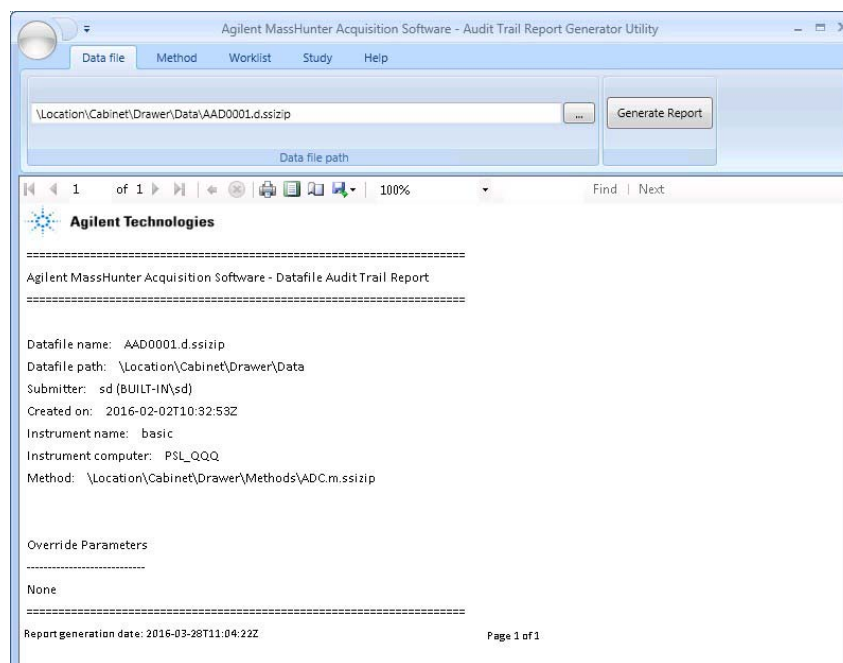 Agilent MassHunter Acquisition Software - Audit Trail Report Generator Utility
Data file Method Worklist Study Help
\Location\Cabinet\Drawer\Data\AAD0001.d.ssizip ... Generate Report
Data file path
1 of 1 100% Find | Next
Agilent Technologies
======================================================================
Agilent MassHunter Acquisition Software - Datafile Audit Trail Report
======================================================================
Datafile name: AAD0001.d.ssizip
Datafile path: \Location\Cabinet\Drawer\Data
Submitter: sd (BUILT-IN\sd)
Created on: 2016-02-02T10:32:53Z
Instrument name: basic
Instrument computer: PSL_QQQ
Method: \Location\Cabinet\Drawer\Methods\ADC.m.ssizip
Override Parameters
----------------------------
None
======================================================================
Report generation date: 2016-03-28T11:04:22Z Page 1 of 1